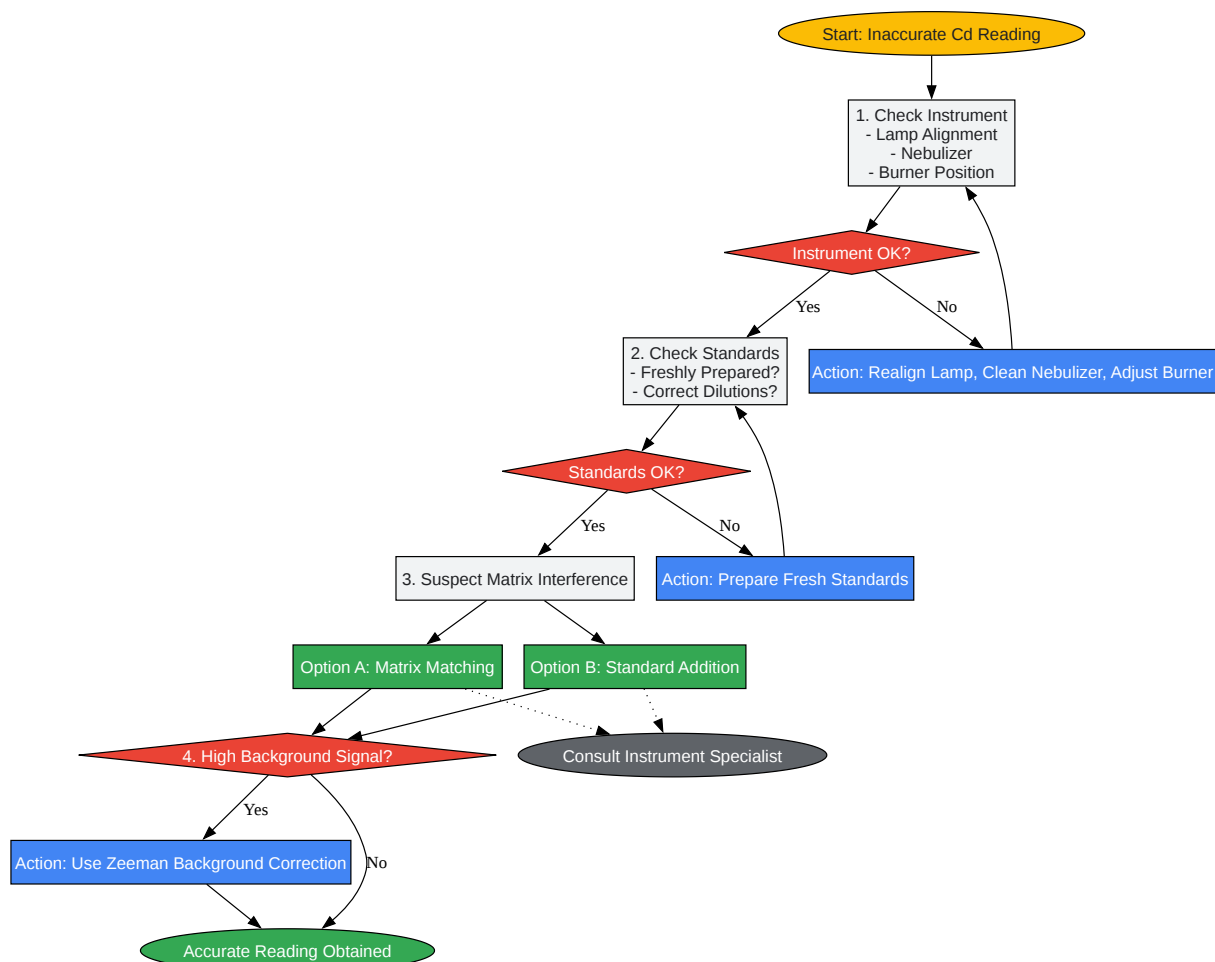 Start: Inaccurate Cd Reading
1. Check Instrument
- Lamp Alignment
- Nebulizer
- Burner Position
Instrument OK?
Yes
No
2. Check Standards
- Freshly Prepared?
- Correct Dilutions?
Action: Realign Lamp, Clean Nebulizer, Adjust Burner
Standards OK?
Yes
No
3. Suspect Matrix Interference
Action: Prepare Fresh Standards
Option A: Matrix Matching
Option B: Standard Addition
4. High Background Signal?
Consult Instrument Specialist
Yes
Action: Use Zeeman Background Correction
No
Accurate Reading Obtained